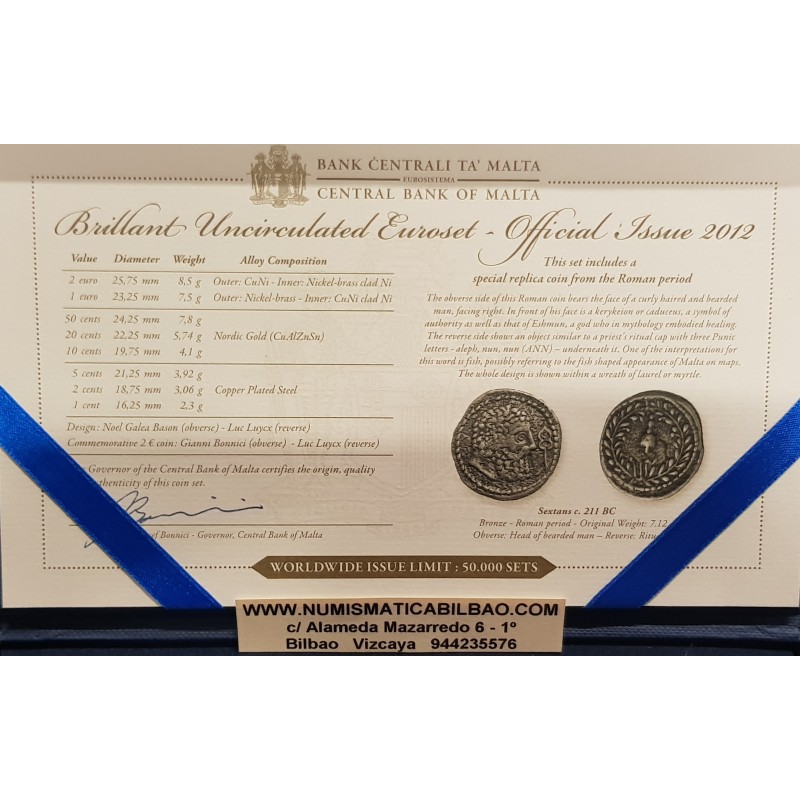 BANK ĊENTRALI TA' MALTA
EUROSISTEMA
CENTRAL BANK OF MALTA
Brillant Uncirculated Euroset - Official Issue 2012
Value Diameter Weight Alloy Composition
2 euro 25,75 mm 8,5 g Outer: CuNi - Inner: Nickel-brass clad Ni
1 euro 23,25 mm 7,5 g Outer: Nickel-brass - Inner: CuNi clad Ni
50 cent 24,25 mm 7,8 g
20 cent 22,25 mm 5,74 g Nordic Gold (CuAlZnSn)
10 cent 19,75 mm 4,1 g
5 cent 21,25 mm 3,92 g
2 cent 18,75 mm 3,06 g Copper Plated Steel
1 cent 16,25 mm 2,3 g
Design: Noel Galea Bason (obverse) - Luc Luycx (reverse)
Commemorative 2 € coin: Gianni Bonnici (obverse) - Luc Luycx (reverse)
Governor of the Central Bank of Malta certifies the origin, quality
thenticity of this coin set.
ef Bonnici - Governor, Central Bank of Malta
This set includes a
special replica coin from the Roman period
The obverse side of this Roman coin bears the face of a curly haired and bearded
man, facing right. In front of his face is a kerykeion or caduceus, a symbol of
authority as well as that of Eshmun, a god who in mythology embodied healing.
The reverse side shows an object similar to a priest's ritual cap with three Punic
letters - aleph, nun, nun (ANN) - underneath it. One of the interpretations for
this word is fish, possibly referring to the fish shaped appearance of Malta on maps.
The whole design is shown within a wreath of laurel or myrtle.
Sextans c. 211 BC
Bronze - Roman period - Original Weight: 7.12
Obverse: Head of bearded man - Reverse: Ritu
WORLDWIDE ISSUE LIMIT : 50.000 SETS
WWW.NUMISMATICABILBAO.COM
c/ Alameda Mazarredo 6 - 1º
Bilbao Vizcaya 944235576